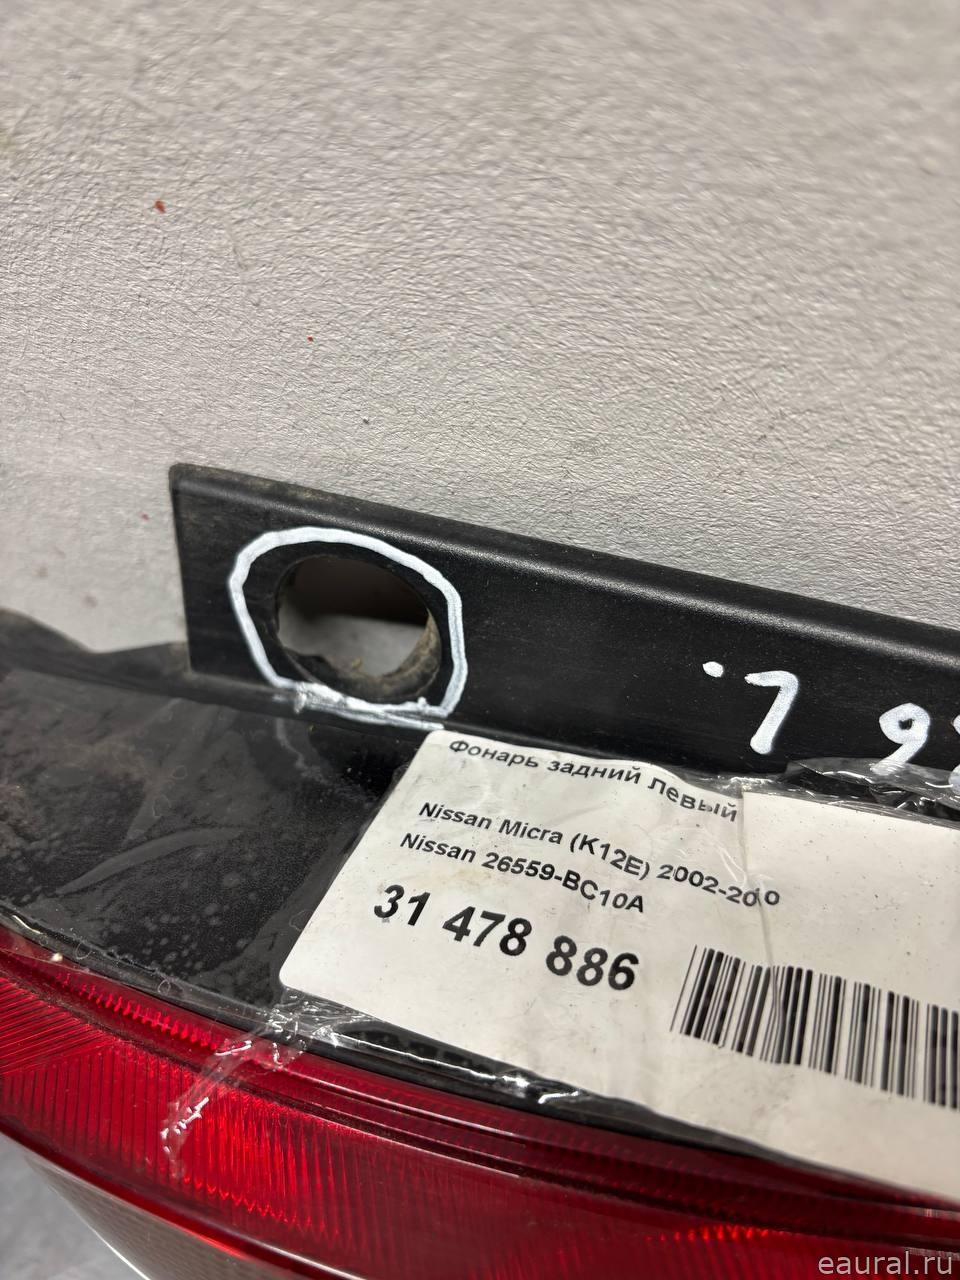 Фонарь задний левый
Nissan Micra (K12E) 2002-2010
Nissan 26559-BC10A
31 478 886
eaural.ru